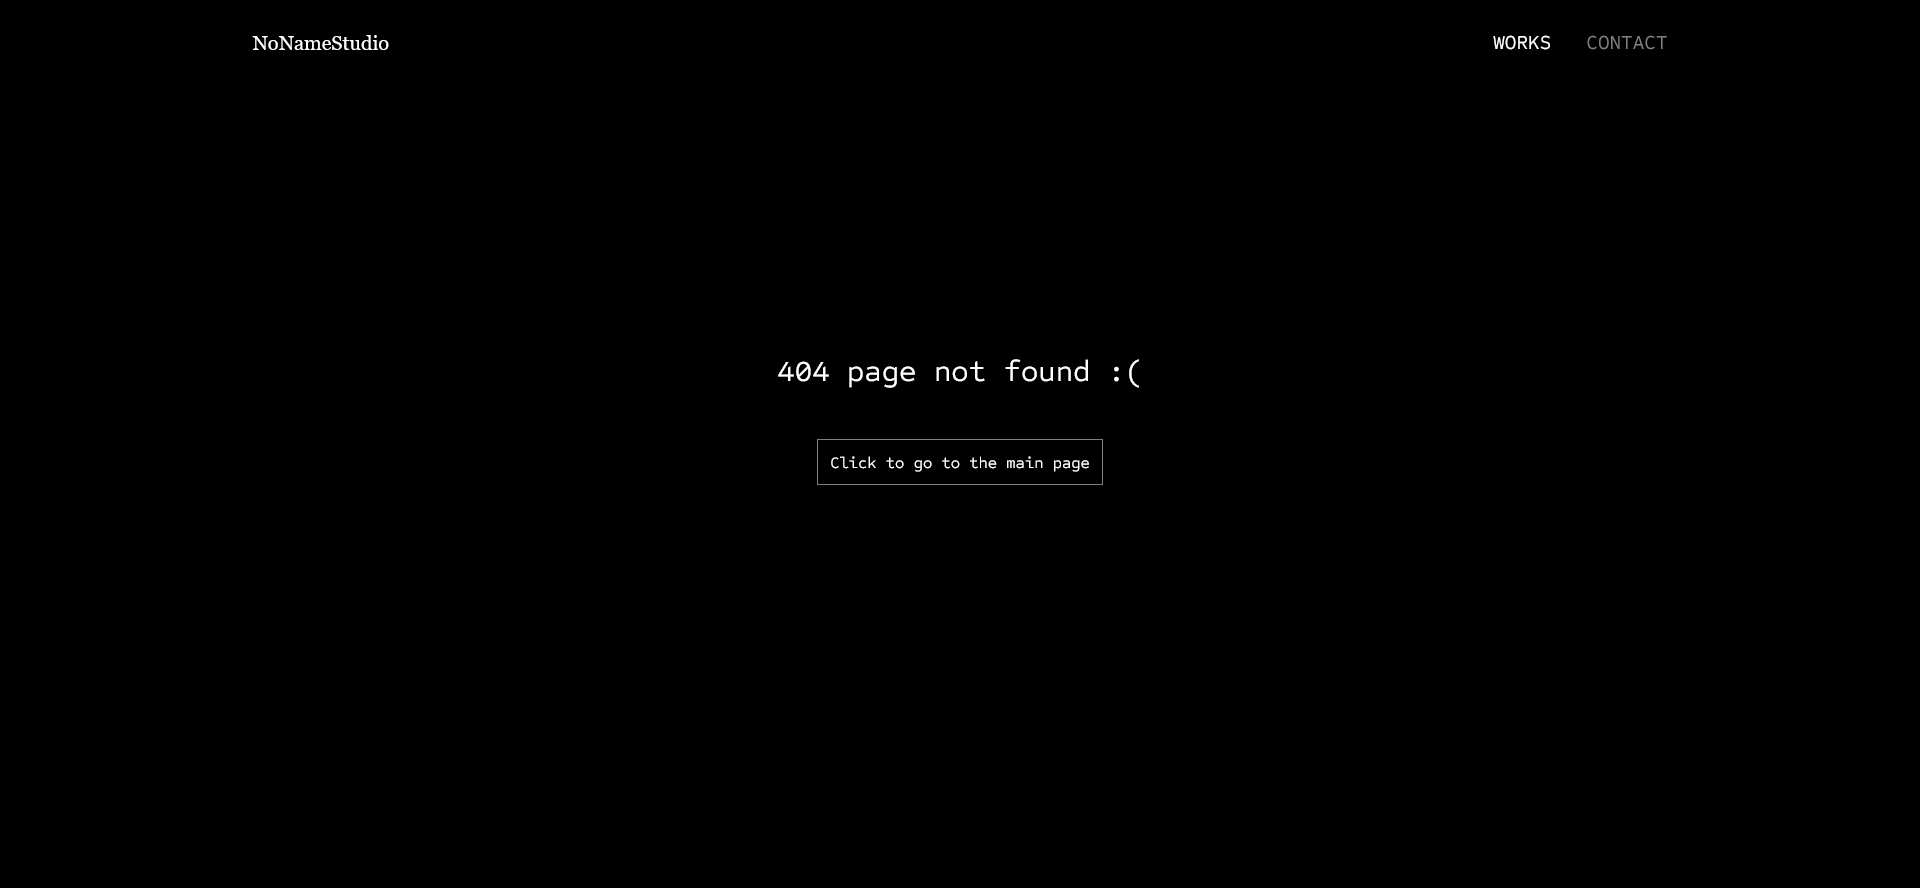 NoNameStudio
WORKS CONTACT
404 page not found :(
Click to go to the main page